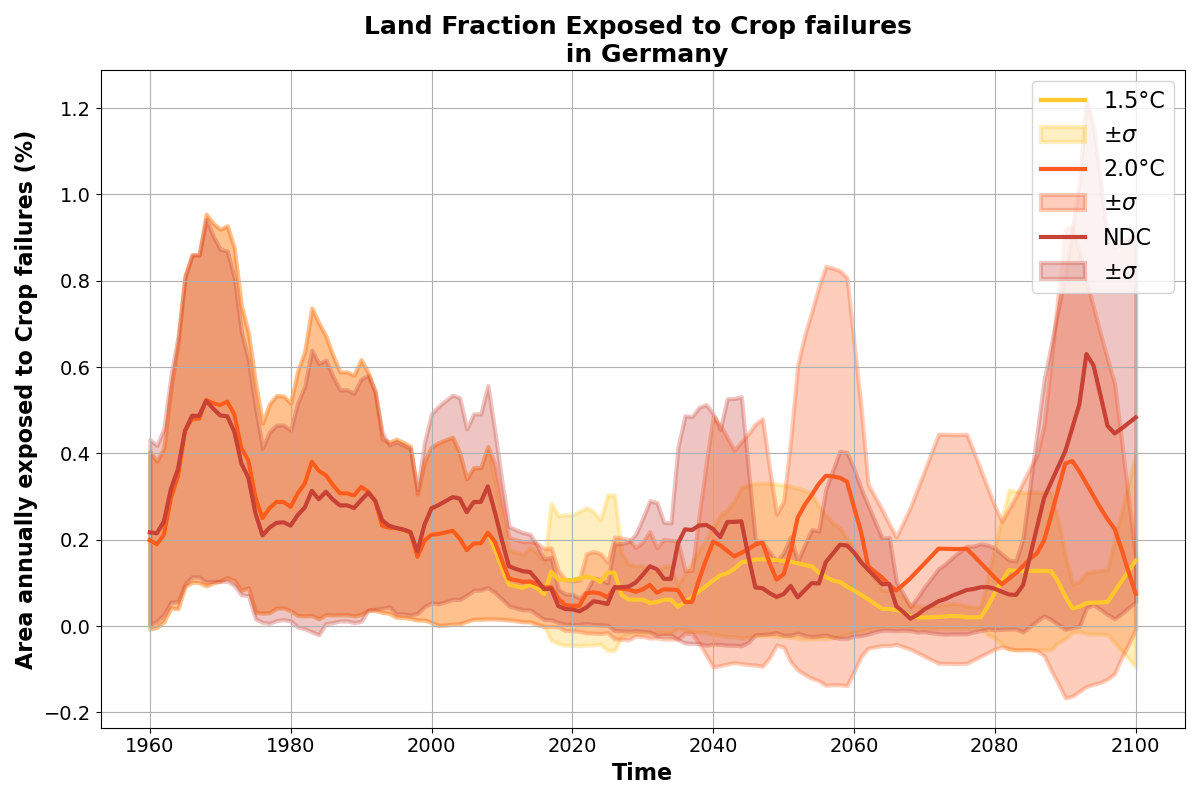 Land Fraction Exposed to Crop failures
in Germany
Area annually exposed to Crop failures (%)
1.2
1.0
0.8
0.6
0.4
0.2
0.0
−0.2
1960
1980
2000
2020
2040
2060
2080
2100
Time
1.5°C
±σ
2.0°C
±σ
NDC
±σ